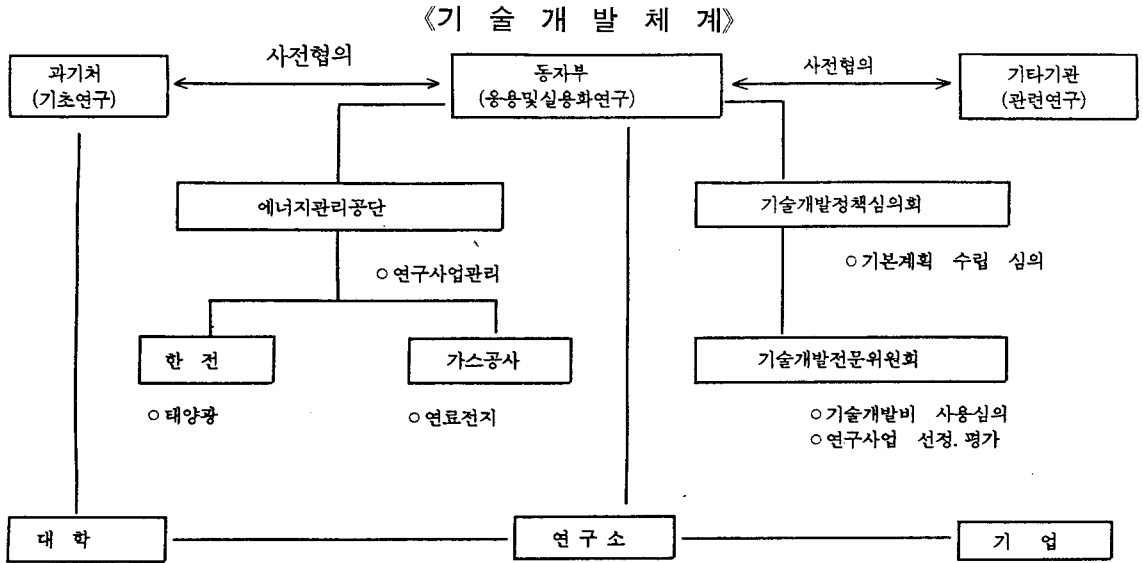 《기 술 개 발 체 계》
과기처
(기초연구)
사전협의
동자부
(응용및실용화연구)
사전협의
기타기관
(관련연구)
에너지관리공단
기술개발정책심의회
○연구사업관리
○기본계획 수립 심의
한 전
가스공사
기술개발전문위원회
○태양광
○연료전지
○기술개발비 사용심의
○연구사업 선정.평가
대 학
연 구 소
기 업